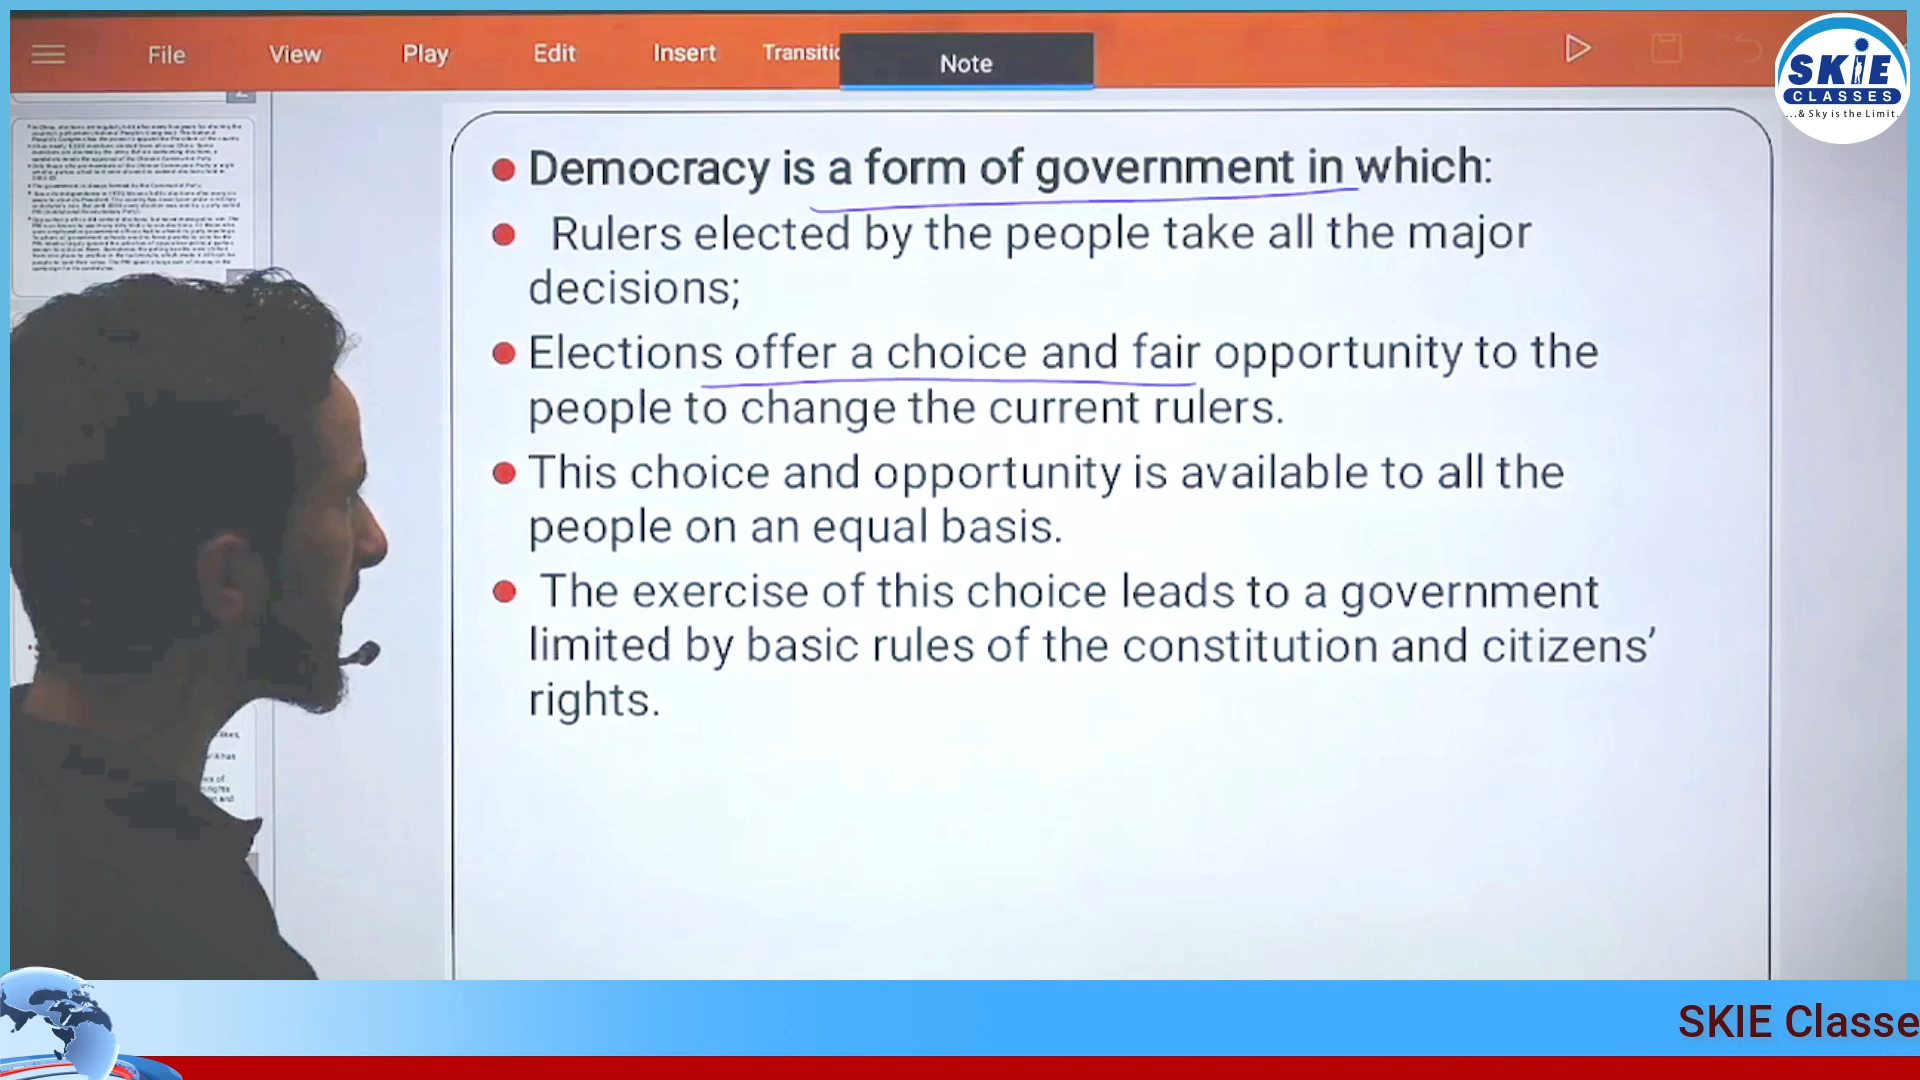 File View Play Edit Insert Transitio Note
SKIE
CLASSES
...& Sky is the Limit.
Democracy is a form of government in which:
Rulers elected by the people take all the major
decisions;
Elections offer a choice and fair opportunity to the
people to change the current rulers.
This choice and opportunity is available to all the
people on an equal basis.
The exercise of this choice leads to a government
limited by basic rules of the constitution and citizens’
rights.
SKIE Classe